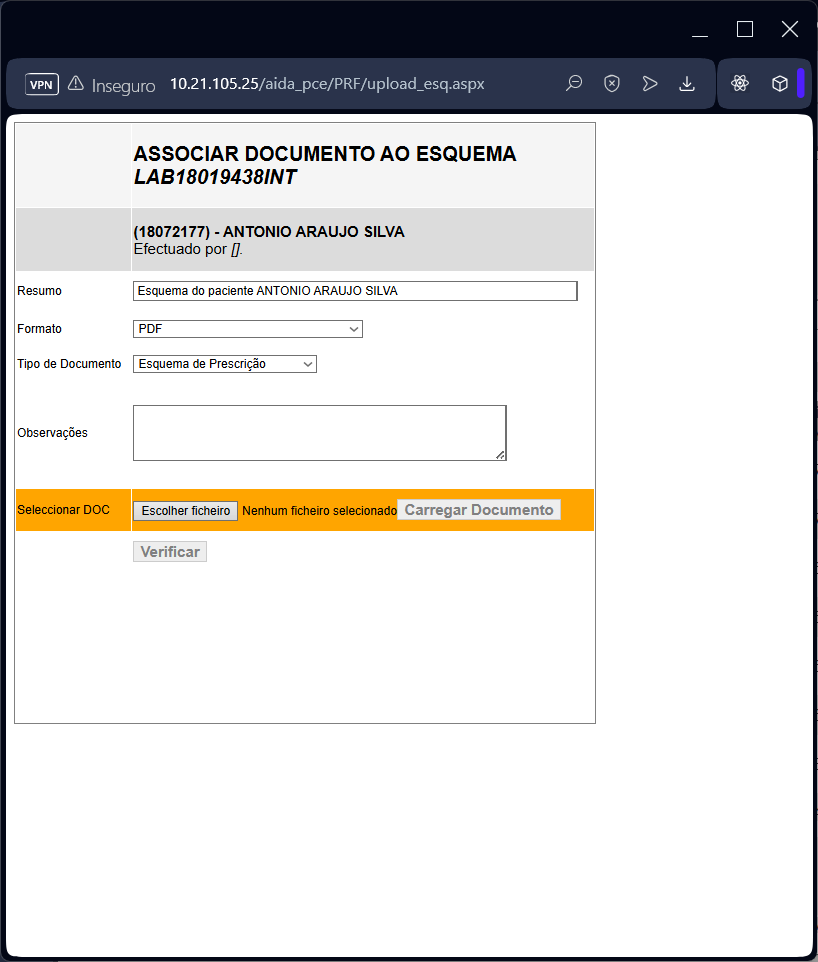 VPN Inseguro 10.21.105.25/aida_pce/PRF/upload_esq.aspx
ASSOCIAR DOCUMENTO AO ESQUEMA
LAB18019438INT
(18072177) - ANTONIO ARAUJO SILVA
Efectuado por [].
Resumo Esquema do paciente ANTONIO ARAUJO SILVA
Formato PDF
Tipo de Documento Esquema de Prescrição
Observações
Seleccionar DOC Escolher ficheiro Nenhum ficheiro selecionado Carregar Documento
Verificar